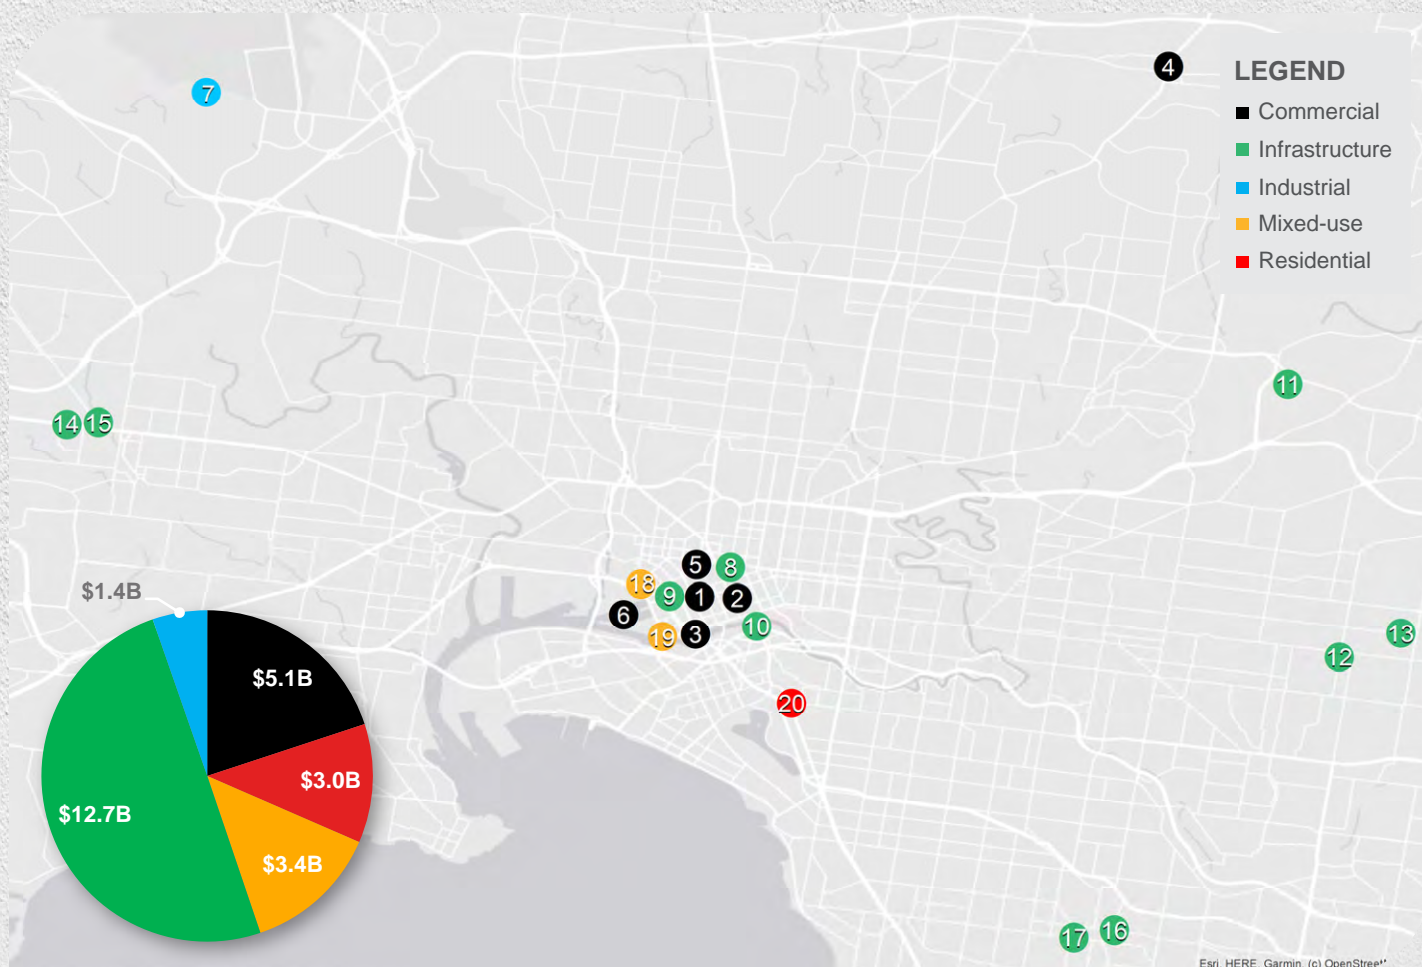 4
7
LEGEND
Commercial
Infrastructure
Industrial
Mixed-use
Residential
11
14 15
5 8
18 9 1 2
6
19 3 10
$1.4B
13
12
$5.1B
20
$3.0B
$12.7B
$3.4B
17 16
Esri, HERE, Garmin, (c) OpenStreet